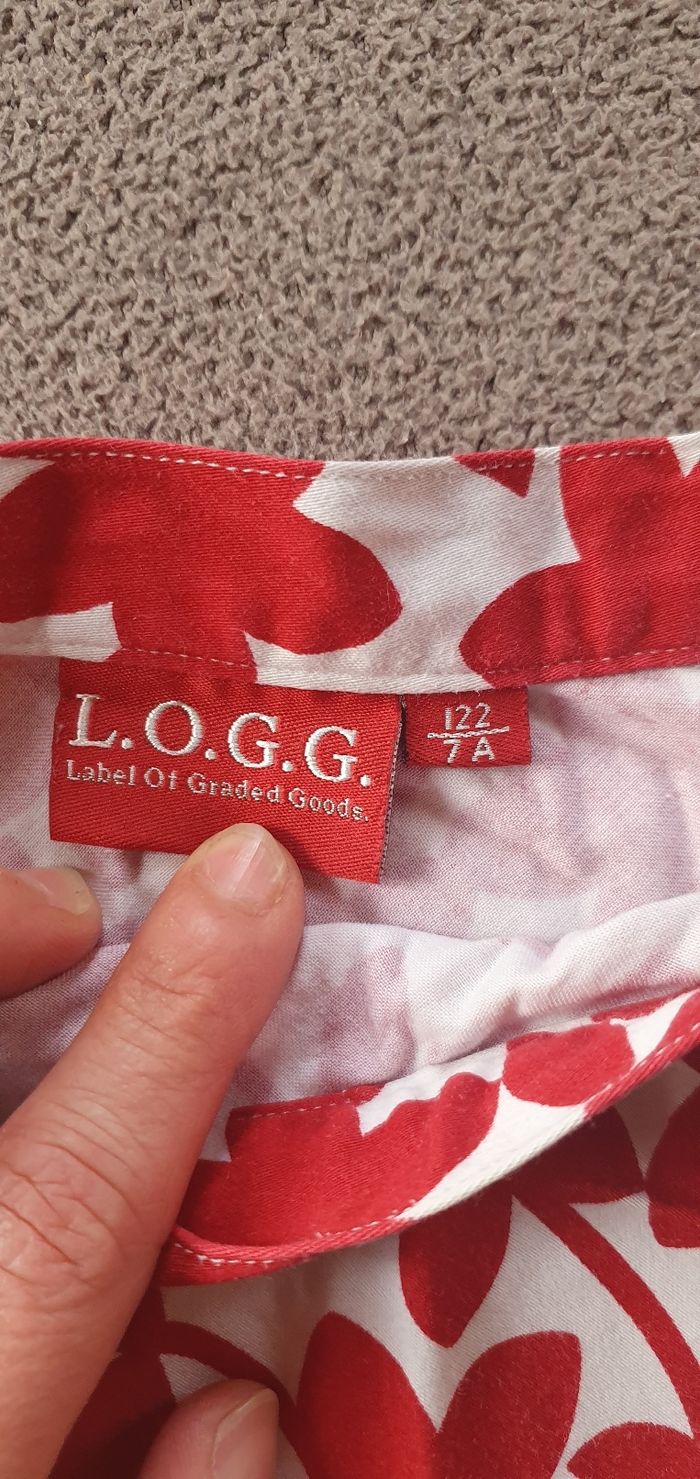 L.O.G.G.
Label Of Graded Goods.
122
7A